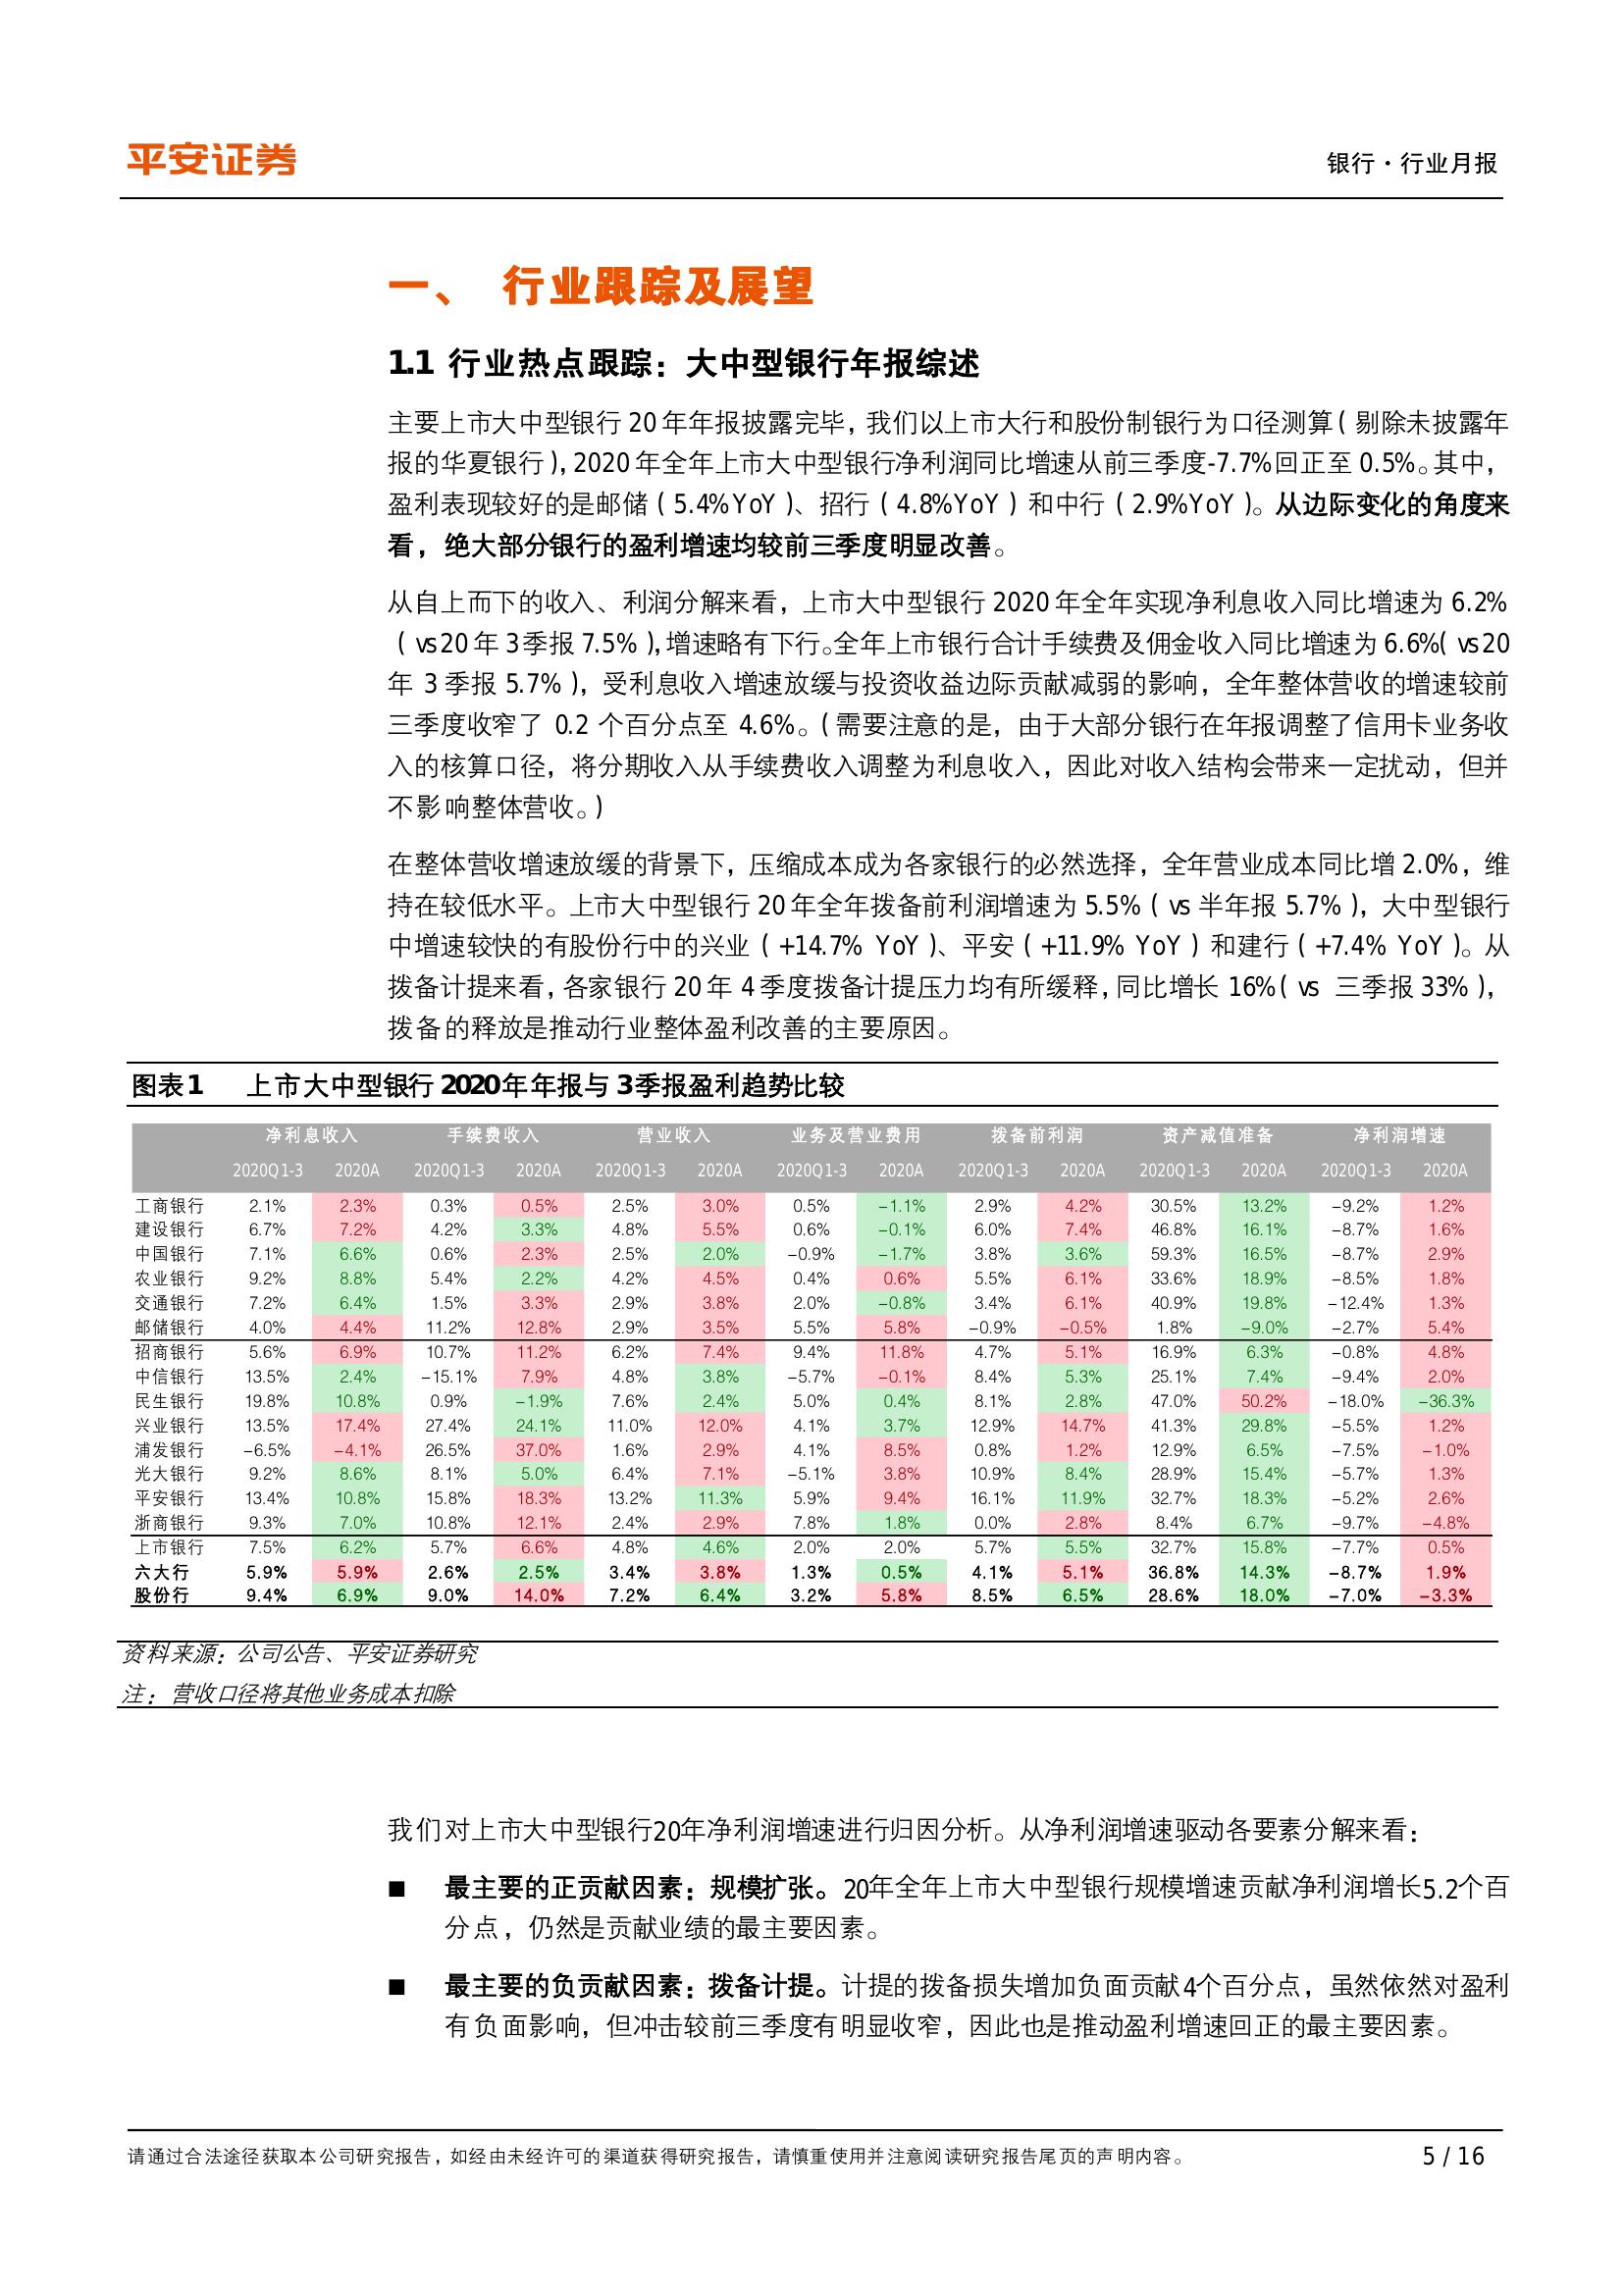 平安证券
银行·行业月报
一、 行业跟踪及展望
1.1 行业热点跟踪：大中型银行年报综述
主要上市大中型银行 20 年年报披露完毕，我们以上市大行和股份制银行为口径测算（剔除未披露年
报的华夏银行），2020 年全年上市大中型银行净利润同比增速从前三季度-7.7%回正至 0.5%。其中，
盈利表现较好的是邮储（5.4%YoY）、招行（4.8%YoY）和中行（2.9%YoY）。从边际变化的角度来
看，绝大部分银行的盈利增速均较前三季度明显改善。
从自上而下的收入、利润分解来看，上市大中型银行 2020 年全年实现净利息收入同比增速为 6.2%
（vs20 年 3 季报 7.5%），增速略有下行。全年上市银行合计手续费及佣金收入同比增速为 6.6%（vs20
年 3 季报 5.7%），受利息收入增速放缓与投资收益边际贡献减弱的影响，全年整体营收的增速较前
三季度收窄了 0.2 个百分点至 4.6%。（需要注意的是，由于大部分银行在年报调整了信用卡业务收
入的核算口径，将分期收入从手续费收入调整为利息收入，因此对收入结构会带来一定扰动，但并
不影响整体营收。）
在整体营收增速放缓的背景下，压缩成本成为各家银行的必然选择，全年营业成本同比增 2.0%，维
持在较低水平。上市大中型银行 20 年全年拨备前利润增速为 5.5%（vs 半年报 5.7%），大中型银行
中增速较快的有股份行中的兴业（+14.7% YoY）、平安（+11.9% YoY）和建行（+7.4% YoY）。从
拨备计提来看，各家银行 20 年 4 季度拨备计提压力均有所缓释，同比增长 16%（vs 三季报 33%），
拨备的释放是推动行业整体盈利改善的主要原因。
图表1 上市大中型银行 2020 年年报与 3 季报盈利趋势比较
净利息收入 手续费收入 营业收入 业务及营业费用 拨备前利润 资产减值准备 净利润增速
2020Q1-3 2020A 2020Q1-3 2020A 2020Q1-3 2020A 2020Q1-3 2020A 2020Q1-3 2020A 2020Q1-3 2020A 2020Q1-3 2020A
工商银行 2.1% 2.3% 0.3% 0.5% 2.5% 3.0% 0.5% -1.1% 2.9% 4.2% 30.5% 13.2% -9.2% 1.2%
建设银行 6.7% 7.2% 4.2% 3.3% 4.8% 5.5% 0.6% -0.1% 6.0% 7.4% 46.8% 16.1% -8.7% 1.6%
中国银行 7.1% 6.6% 0.6% 2.3% 2.5% 2.0% -0.9% -1.7% 3.8% 3.6% 59.3% 16.5% -8.7% 2.9%
农业银行 9.2% 8.8% 5.4% 2.2% 4.2% 4.5% 0.4% 0.6% 5.5% 6.1% 33.6% 18.9% -8.5% 1.8%
交通银行 7.2% 6.4% 1.5% 3.3% 2.9% 3.8% 2.0% -0.8% 3.4% 6.1% 40.9% 19.8% -12.4% 1.3%
邮储银行 4.0% 4.4% 11.2% 12.8% 2.9% 3.5% 5.5% 5.8% -0.9% -0.5% 1.8% -9.0% -2.7% 5.4%
招商银行 5.6% 6.9% 10.7% 11.2% 6.2% 7.4% 9.4% 11.8% 4.7% 5.1% 16.9% 6.3% -0.8% 4.8%
中信银行 13.5% 2.4% -15.1% 7.9% 4.8% 3.8% -5.7% -0.1% 8.4% 5.3% 25.1% 7.4% -9.4% 2.0%
民生银行 19.8% 10.8% 0.9% -1.9% 7.6% 2.4% 5.0% 0.4% 8.1% 2.8% 47.0% 50.2% -18.0% -36.3%
兴业银行 13.5% 17.4% 27.4% 24.1% 11.0% 12.0% 4.1% 3.7% 12.9% 14.7% 41.3% 29.8% -5.5% 1.2%
浦发银行 -6.5% -4.1% 26.5% 37.0% 1.6% 2.9% 4.1% 8.5% 0.8% 1.2% 12.9% 6.5% -7.5% -1.0%
光大银行 9.2% 8.6% 8.1% 5.0% 6.4% 7.1% -5.1% 3.8% 10.9% 8.4% 28.9% 15.4% -5.7% 1.3%
平安银行 13.4% 10.8% 15.8% 18.3% 13.2% 11.3% 5.9% 9.4% 16.1% 11.9% 32.7% 18.3% -5.2% 2.6%
浙商银行 9.3% 7.0% 10.8% 12.1% 2.4% 2.9% 7.8% 1.8% 0.0% 2.8% 8.4% 6.7% -9.7% -4.8%
上市银行 7.5% 6.2% 5.7% 6.6% 4.8% 4.6% 2.0% 2.0% 5.7% 5.5% 32.7% 15.8% -7.7% 0.5%
六大行 5.9% 5.9% 2.6% 2.5% 3.4% 3.8% 1.3% 0.5% 4.1% 5.1% 36.8% 14.3% -8.7% 1.9%
股份行 9.4% 6.9% 9.0% 14.0% 7.2% 6.4% 3.2% 5.8% 8.5% 6.5% 28.6% 18.0% -7.0% -3.3%
资料来源：公司公告、平安证券研究
注：营收口径将其他业务成本扣除
我们对上市大中型银行20年净利润增速进行归因分析。从净利润增速驱动各要素分解来看：
■ 最主要的正贡献因素：规模扩张。20年全年上市大中型银行规模增速贡献净利润增长5.2个百
分点，仍然是贡献业绩的最主要因素。
■ 最主要的负贡献因素：拨备计提。计提的拨备损失增加负面贡献4个百分点，虽然依然对盈利
有负面影响，但冲击较前三季度有明显收窄，因此也是推动盈利增速回正的最主要因素。
请通过合法途径获取本公司研究报告，如经由未经许可的渠道获得研究报告，请慎重使用并注意阅读研究报告尾页的声明内容。
5 / 16